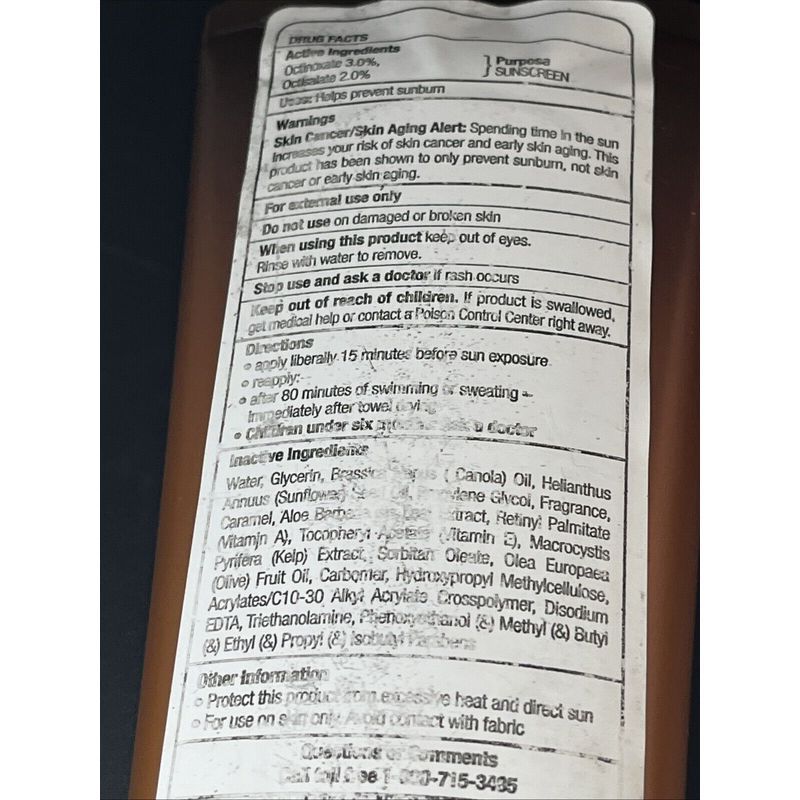 DRUG FACTS
Active Ingredients
Octinoxate 3.0%,
Octisalate 2.0%
} Purpose
SUNSCREEN
Uses: Helps prevent sunburn
Warnings
Skin Cancer/Skin Aging Alert: Spending time in the sun
increases your risk of skin cancer and early skin aging. This
product has been shown to only prevent sunburn, not skin
cancer or early skin aging.
For external use only
Do not use on damaged or broken skin
When using this product keep out of eyes.
Rinse with water to remove.
Stop use and ask a doctor if rash occurs
Keep out of reach of children. If product is swallowed,
get medical help or contact a Poison Control Center right away.
Directions
• apply liberally 15 minutes before sun exposure
• reapply:
• after 80 minutes of swimming or sweating
immediately after towel drying
• Children under six ask a doctor
Inactive Ingredients
Water, Glycerin, Brassica (Canola) Oil, Helianthus
Annuus (Sunflower) Seed Oil, Propylene Glycol, Fragrance,
Caramel, Aloe Extract, Retinyl Palmitate
(Vitamin A), Tocopheryl Acetate (Vitamin E), Macrocystis
Pyrifera (Kelp) Extract, Sorbitan Oleate, Olea Europaea
(Olive) Fruit Oil, Carbomer, Hydroxypropyl Methylcellulose,
Acrylates/C10-30 Alkyl Acrylate Crosspolymer, Disodium
EDTA, Triethanolamine, Phenoxyethanol (&) Methyl (&) Butyl
(&) Ethyl (&) Propyl (&) Isobutyl Parabens
Other Information
• Protect this product from excessive heat and direct sun
• For use on skin only. Avoid contact with fabric
Questions or Comments
Call toll free